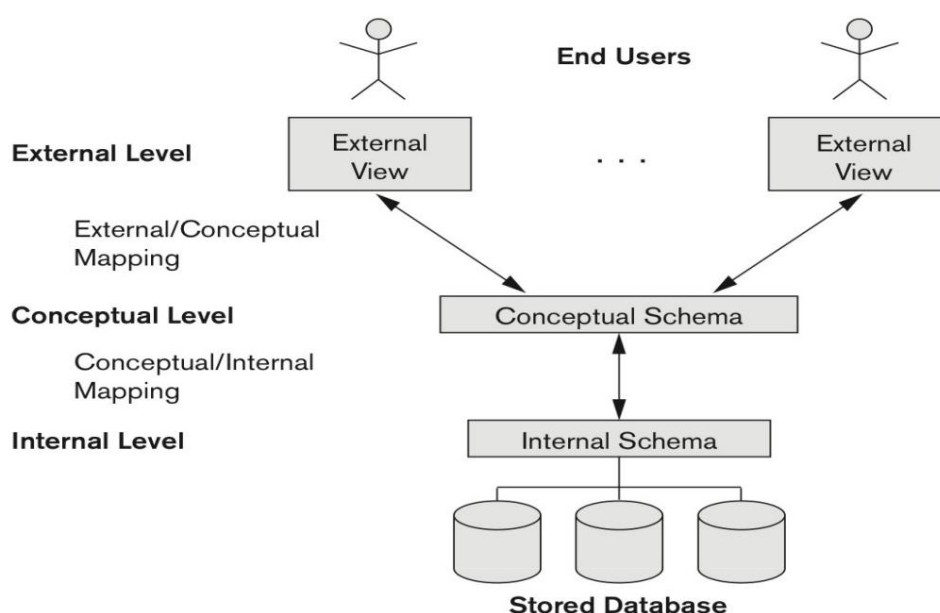 End Users
External Level
External
View
. . .
External
View
External/Conceptual
Mapping
Conceptual Level
Conceptual Schema
Conceptual/Internal
Mapping
Internal Level
Internal Schema
Stored Database